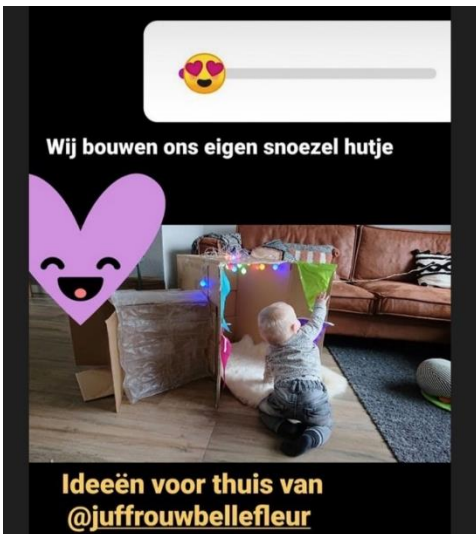 Wij bouwen ons eigen snoezel hutje
Ideeën voor thuis van
@juffrouwbellefleur